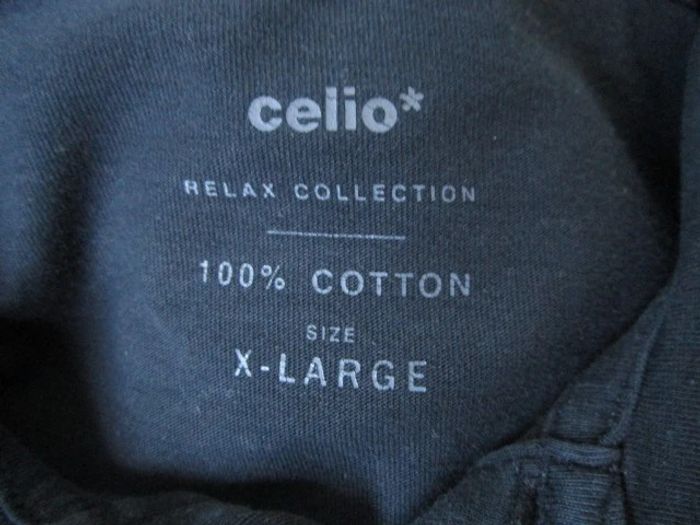 celio*
RELAX COLLECTION
100% COTTON
SIZE
X-LARGE